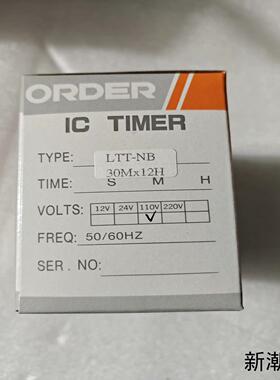 ORDER
IC TIMER
TYPE: LTT-NB
30Mx12H
TIME: S M H
VOLTS: 12V 24V 110V 220V
FREQ: 50/60HZ
SER. NO:
新潮